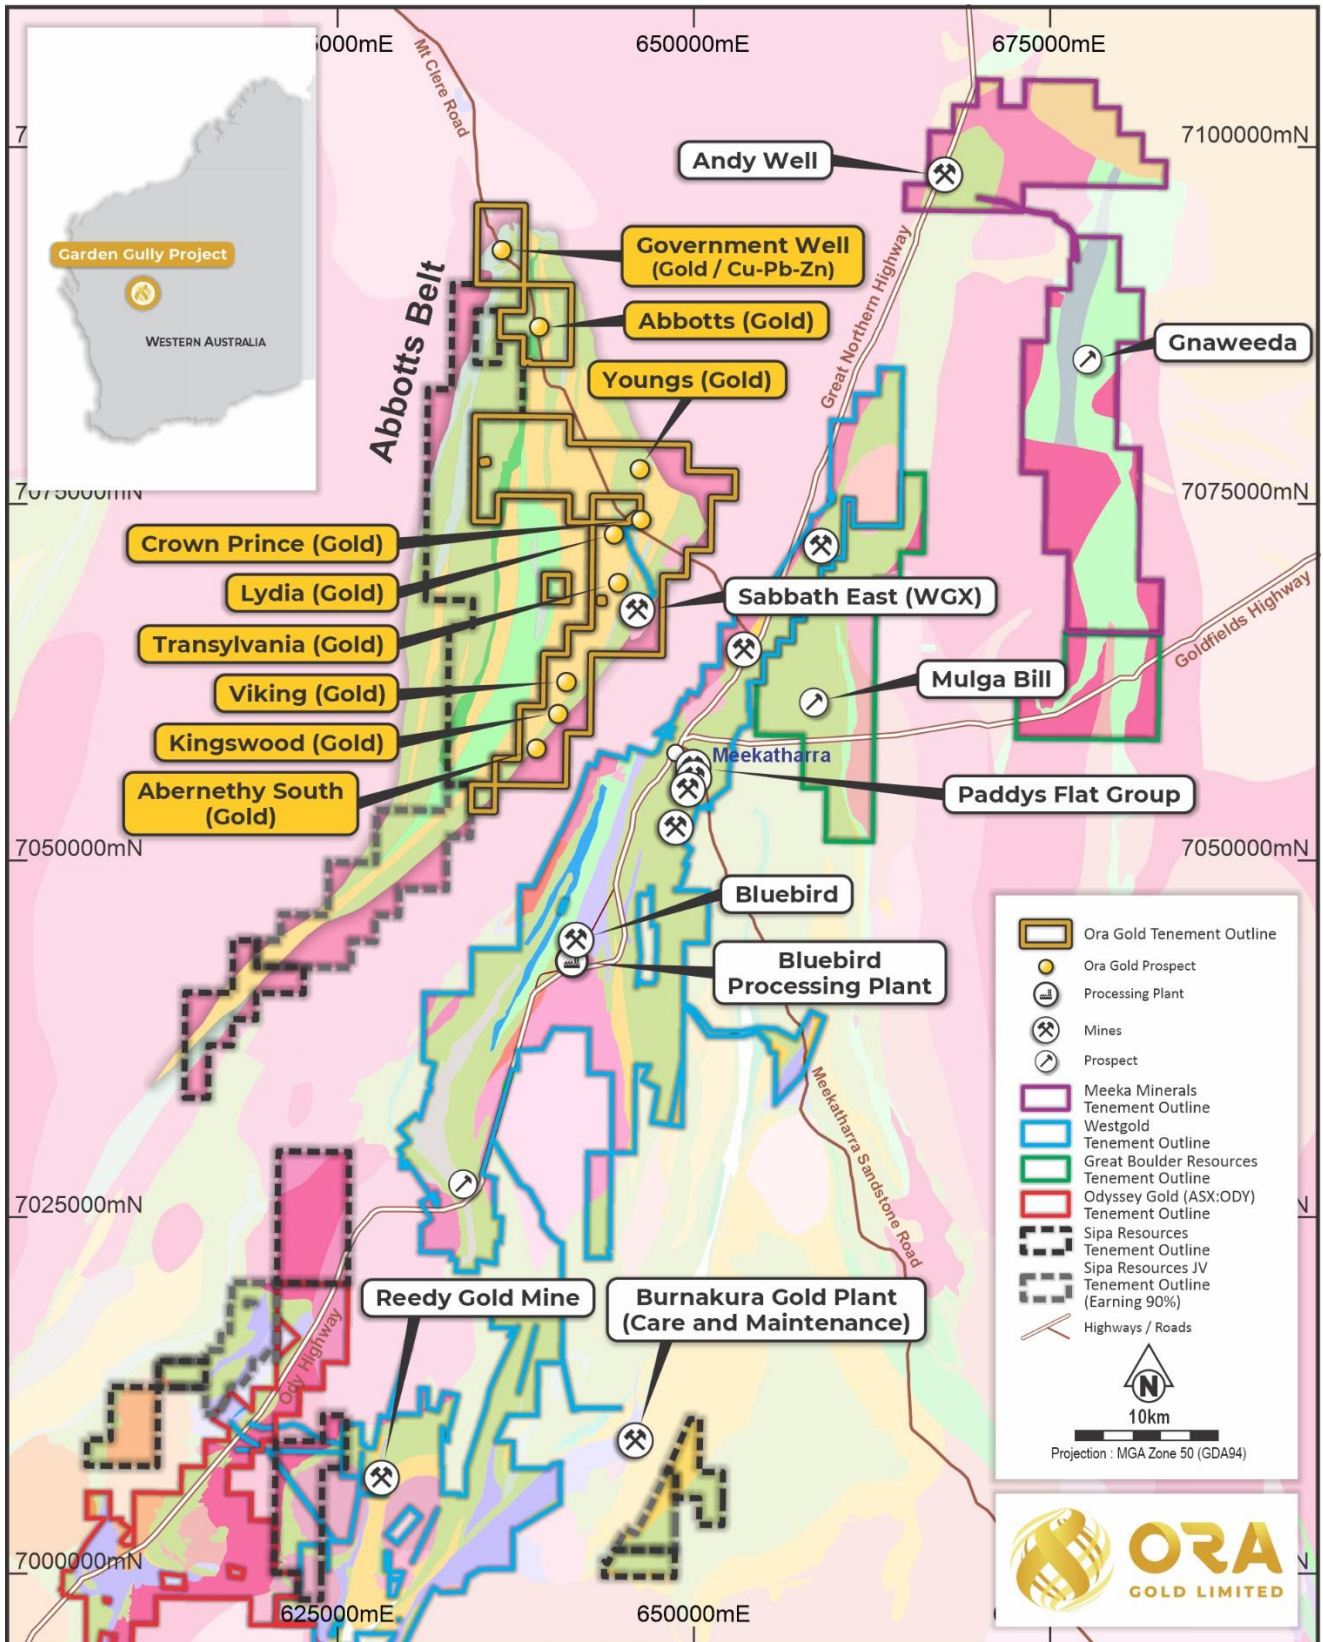 5000mE
650000mE
675000mE
Mt Clere Road
7100000mN
Andy Well
Garden Gully Project
WESTERN AUSTRALIA
Government Well
(Gold / Cu-Pb-Zn)
Abbotts Belt
Great Northern Highway
Abbotts (Gold)
Gnaweeda
Youngs (Gold)
7075000mN
7075000mN
Crown Prince (Gold)
Lydia (Gold)
Sabbath East (WGX)
Goldfields Highway
Transylvania (Gold)
Viking (Gold)
Mulga Bill
Kingswood (Gold)
Meekatharra
Abernethy South
(Gold)
Paddys Flat Group
7050000mN
7050000mN
Bluebird
Bluebird
Processing Plant
Ora Gold Tenement Outline
Ora Gold Prospect
Processing Plant
Mines
Prospect
Meeka Minerals
Tenement Outline
Westgold
Tenement Outline
Great Boulder Resources
Tenement Outline
Odyssey Gold (ASX:ODY)
Tenement Outline
Sipa Resources
Tenement Outline
Sipa Resources JV
Tenement Outline
(Earning 90%)
Highways / Roads
N
10km
Projection : MGA Zone 50 (GDA94)
Meekatharra Sandstone Road
7025000mN
N
Reedy Gold Mine
Burnakura Gold Plant
(Care and Maintenance)
Ody Highway
7000000mN
N
625000mE
650000mE
ORA
GOLD LIMITED